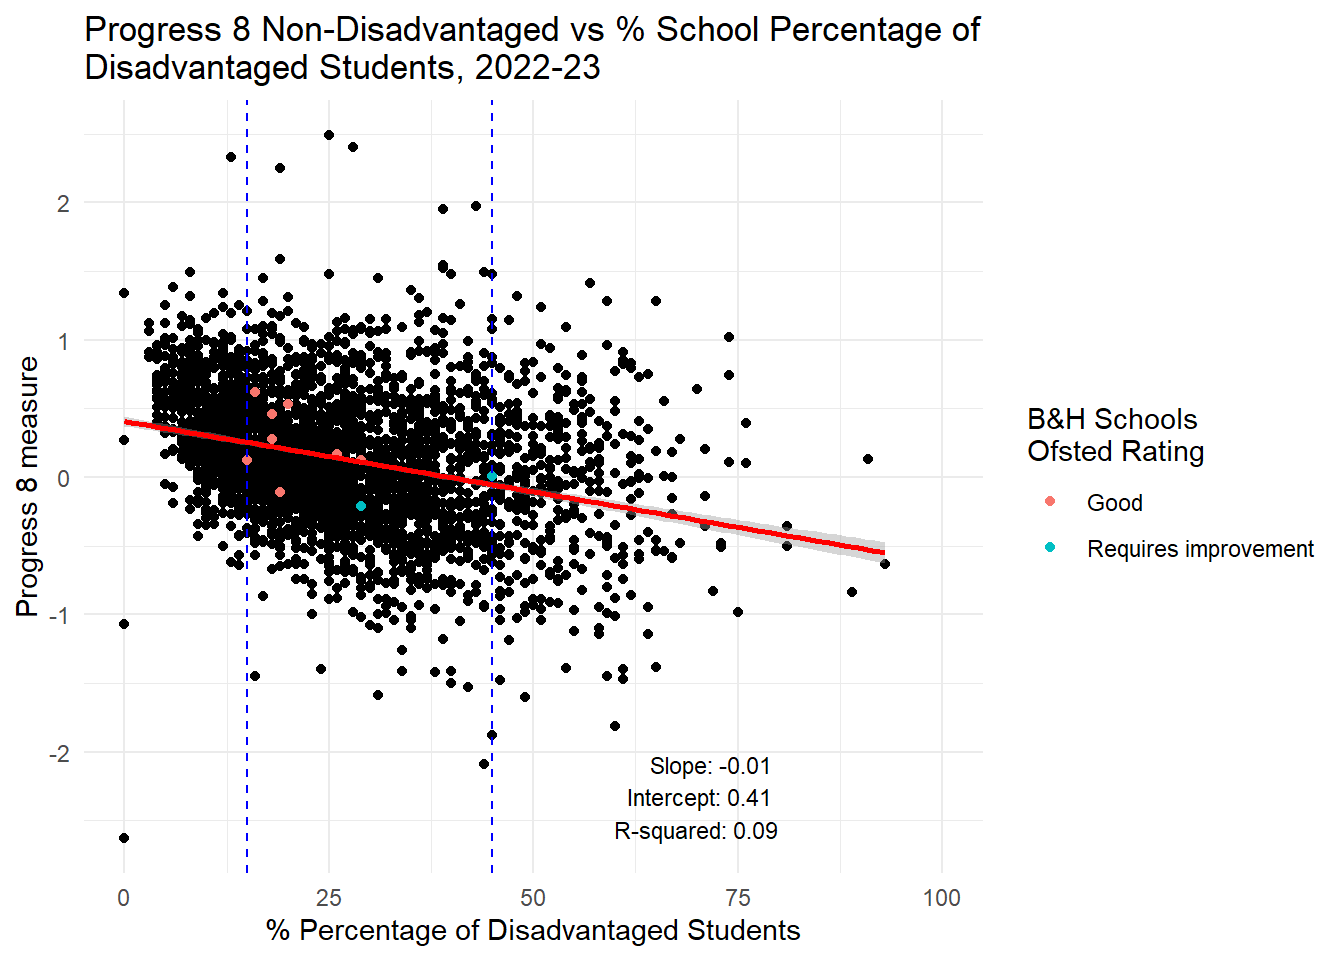 Progress 8 Non-Disadvantaged vs % School Percentage of
Disadvantaged Students, 2022-23
Progress 8 measure
2
1
0
-1
-2
0
25
50
75
100
% Percentage of Disadvantaged Students
Slope: -0.01
Intercept: 0.41
R-squared: 0.09
B&H Schools
Ofsted Rating
Good
Requires improvement